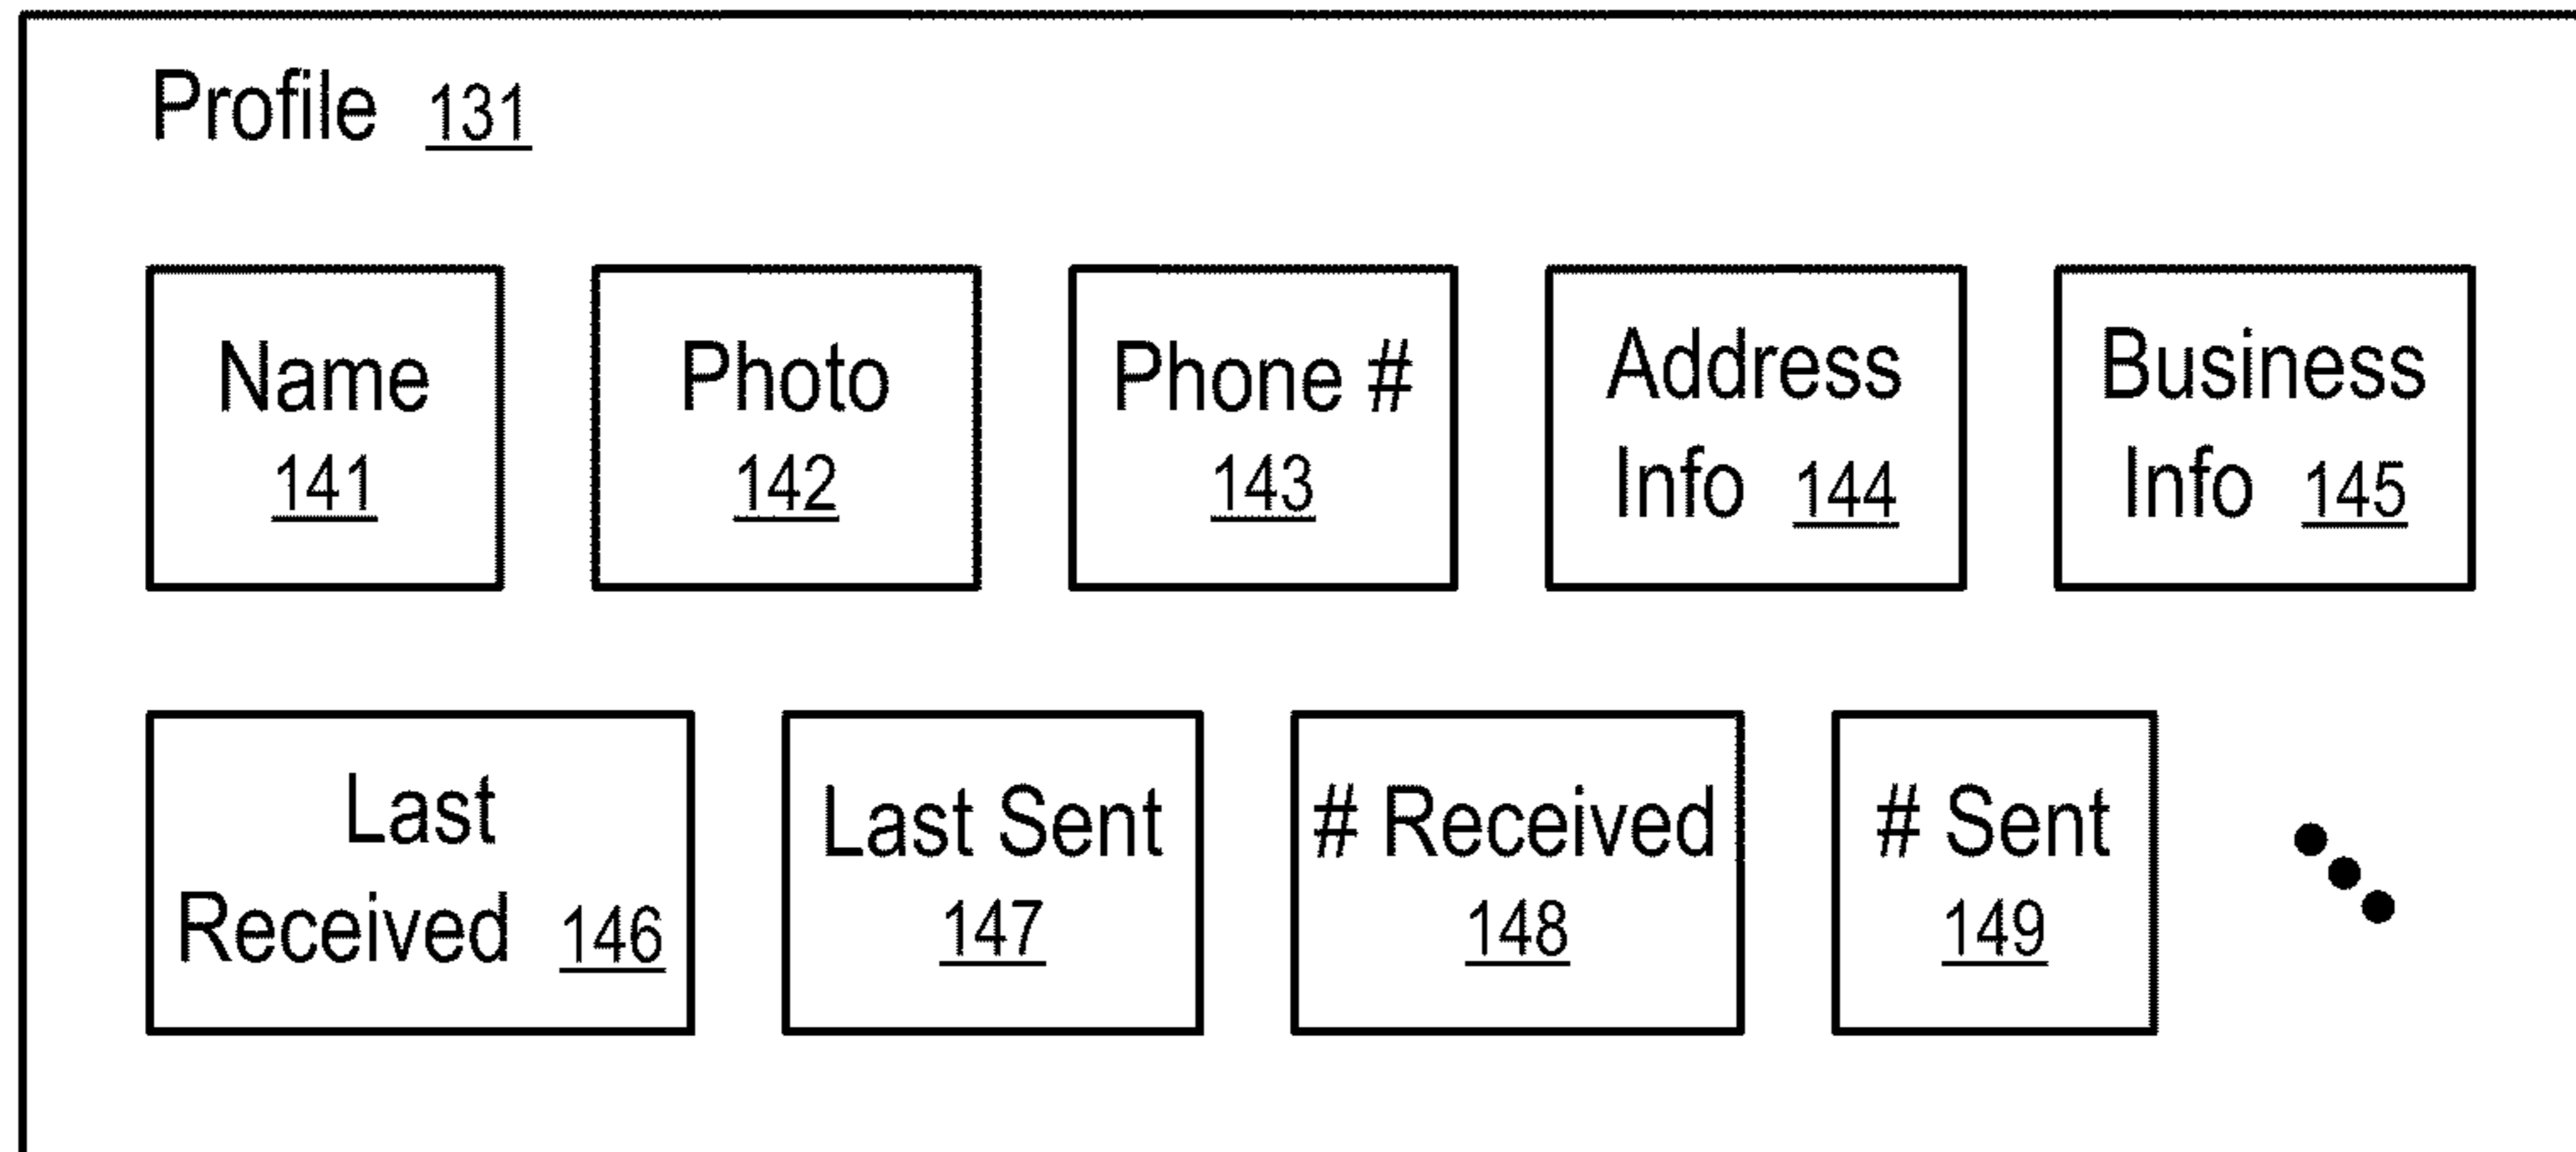 Profile 131
Name
141
Photo
142
Phone #
143
Address
Info 144
Business
Info 145
Last
Received 146
Last Sent
147
# Received
148
# Sent
149